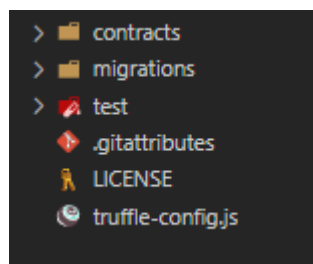 contracts
migrations
test
.gitattributes
LICENSE
truffle-config.js